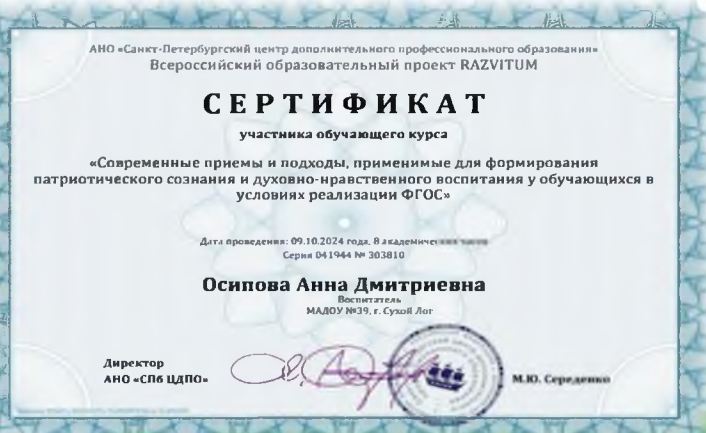 АНО «Санкт-Петербургский центр дополнительного профессионального образования»
Всероссийский образовательный проект RAZVITUM
СЕРТИФИКАТ
участника обучающего курса
«Современные приемы и подходы, применимые для формирования
патриотического сознания и духовно-нравственного воспитания у обучающихся в
условиях реализации ФГОС»
Дата проведения: 09.10.2024 года, 8
Серия 041944 № 303810
Осипова Анна Дмитриевна
Воспитатель
МАДОУ №39, г. Сухой Лог
Директор
АНО «СПб ЦДПО»
М.Ю. Середенко